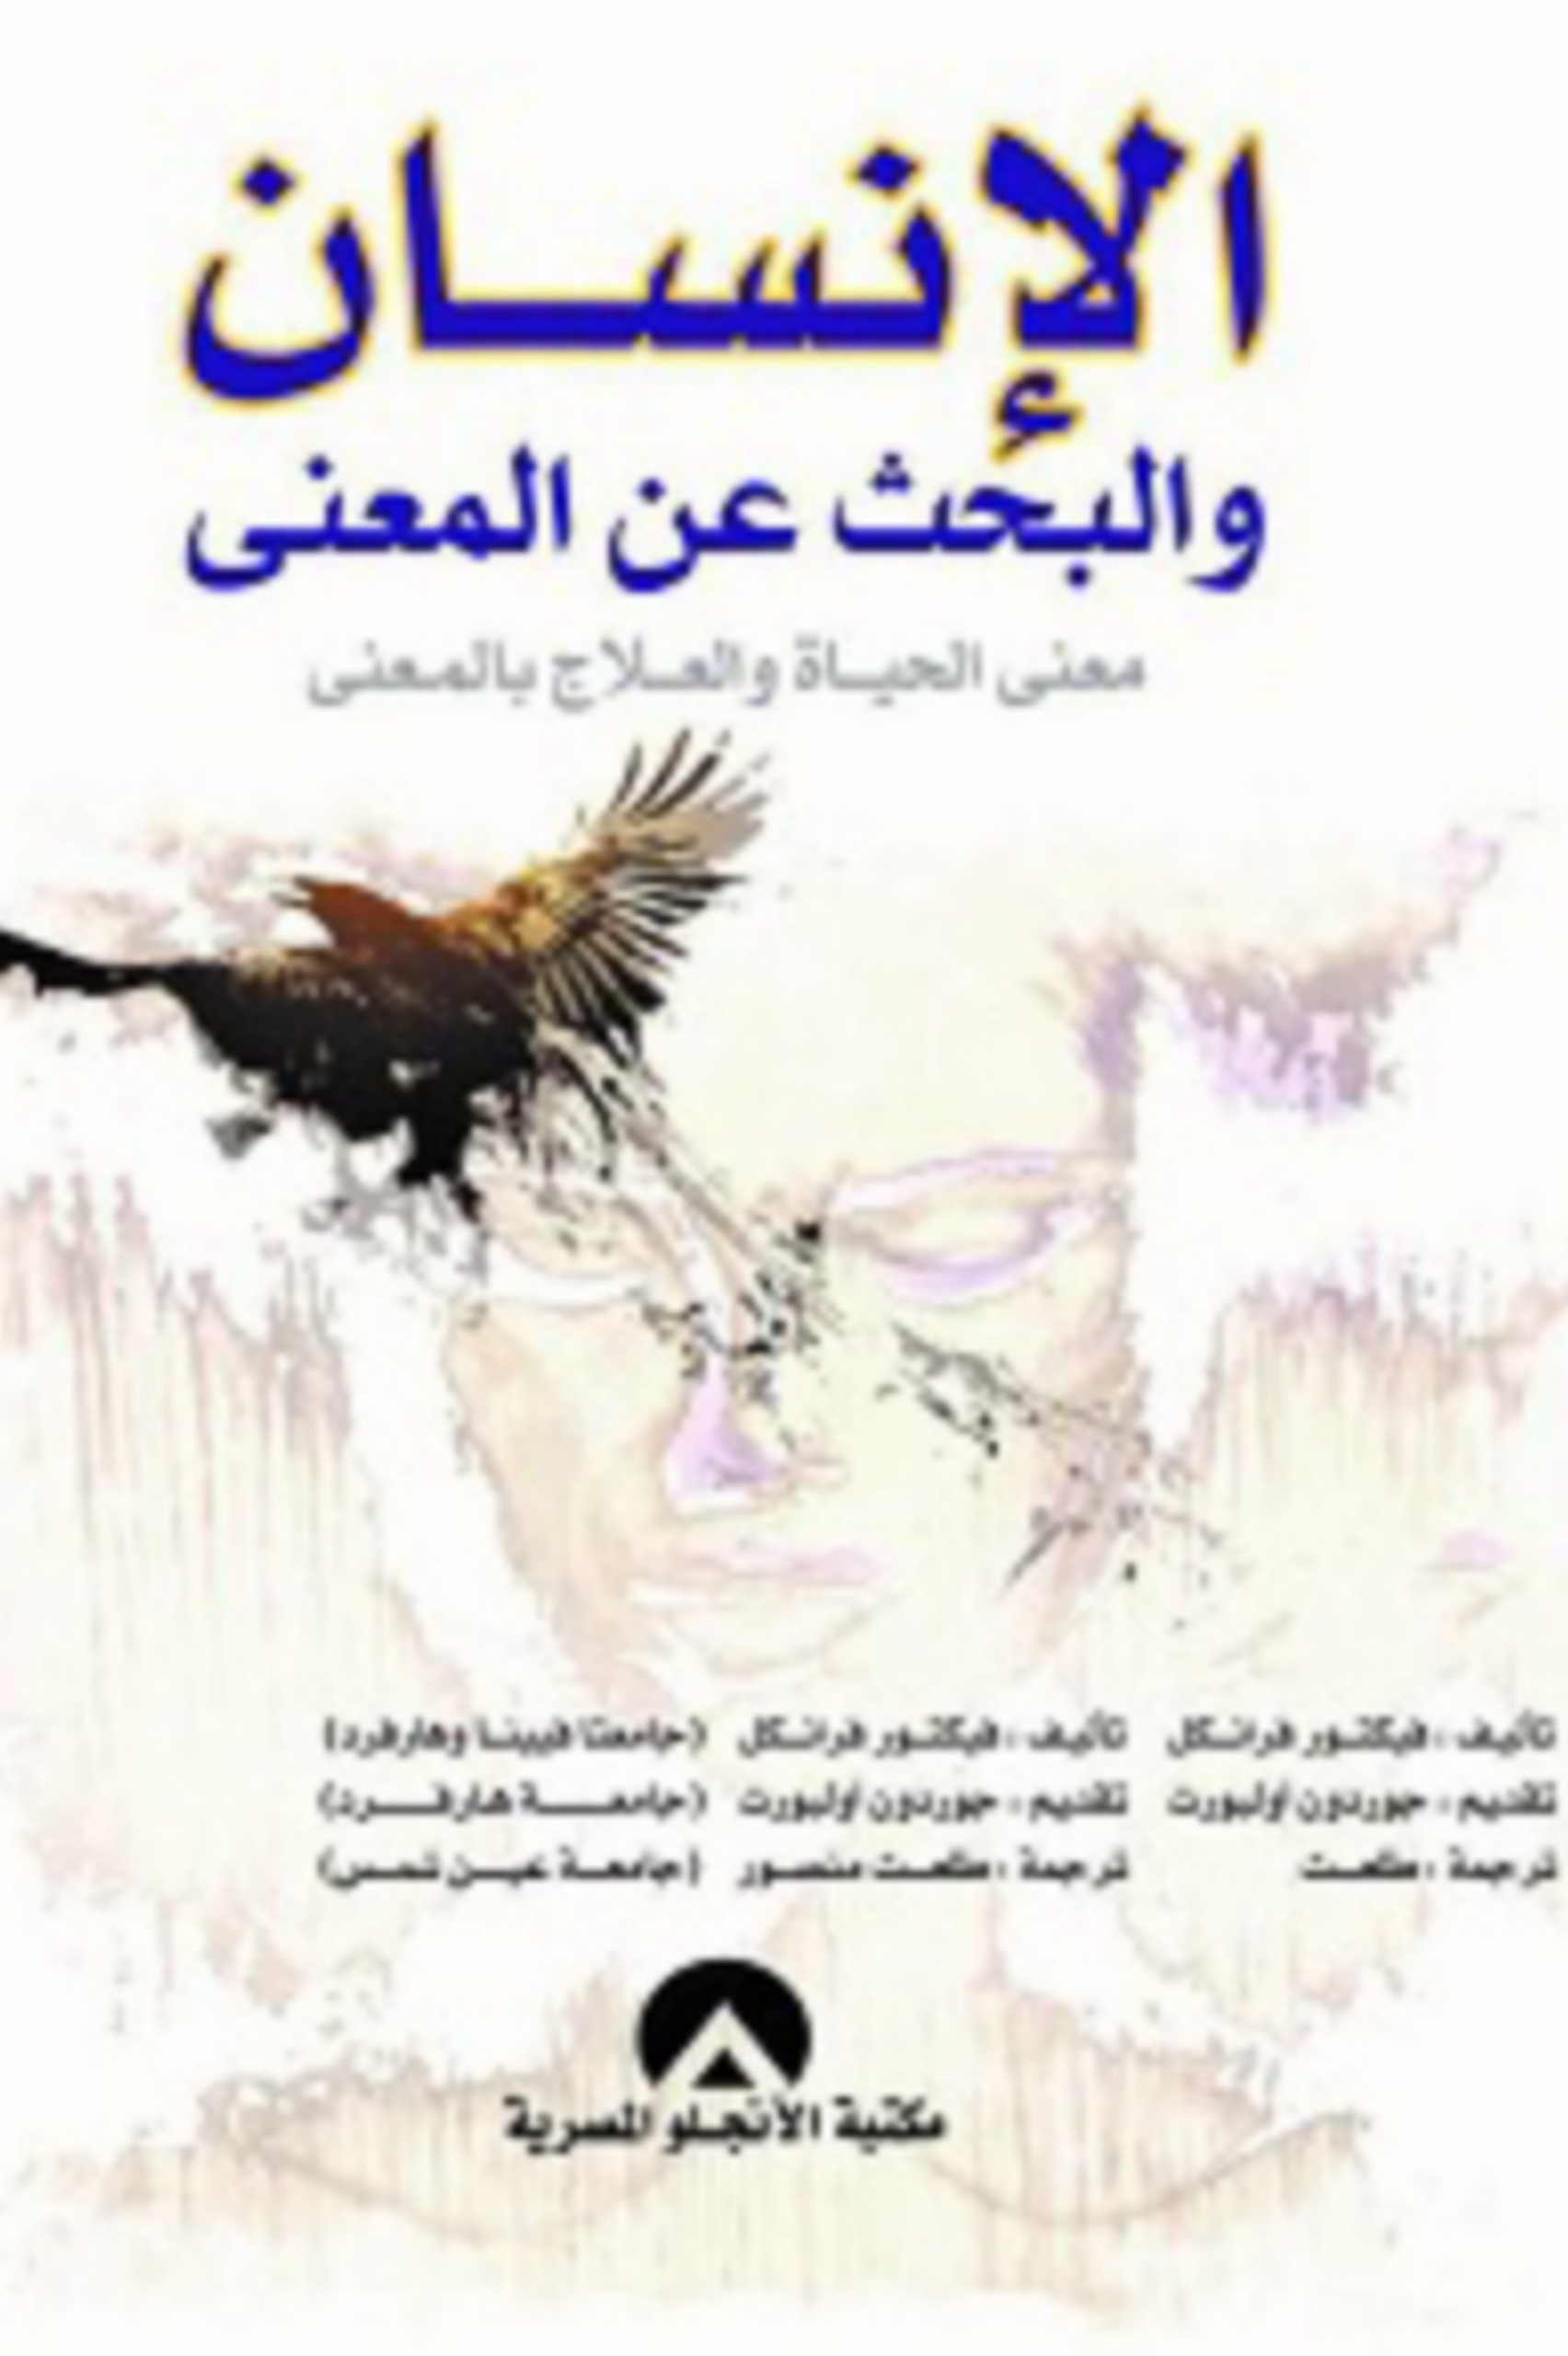 الإنسان
والبحث عن المعنى
معنى الحياة والعلاج بالمعنى
تأليف : فيكتور فرانكل تأليف : فيكتور فرانكل (جامعتا فيينا وهارفرد)
تقديم : جوردون أولبورت تقديم : جوردون أولبورت (جامعة هارفرد)
ترجمة : طلعت ترجمة : طلعت منصور (جامعة عين شمس)
مكتبة الأنجلو المصرية